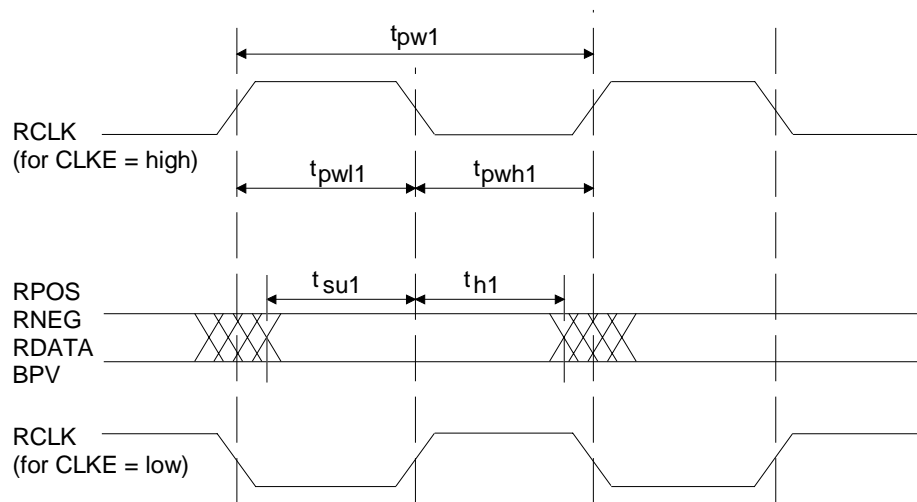 tpw1
RCLK
(for CLKE = high)
tpwl1
tpwh1
RPOS
RNEG
RDATA
BPV
tsu1
th1
RCLK
(for CLKE = low)